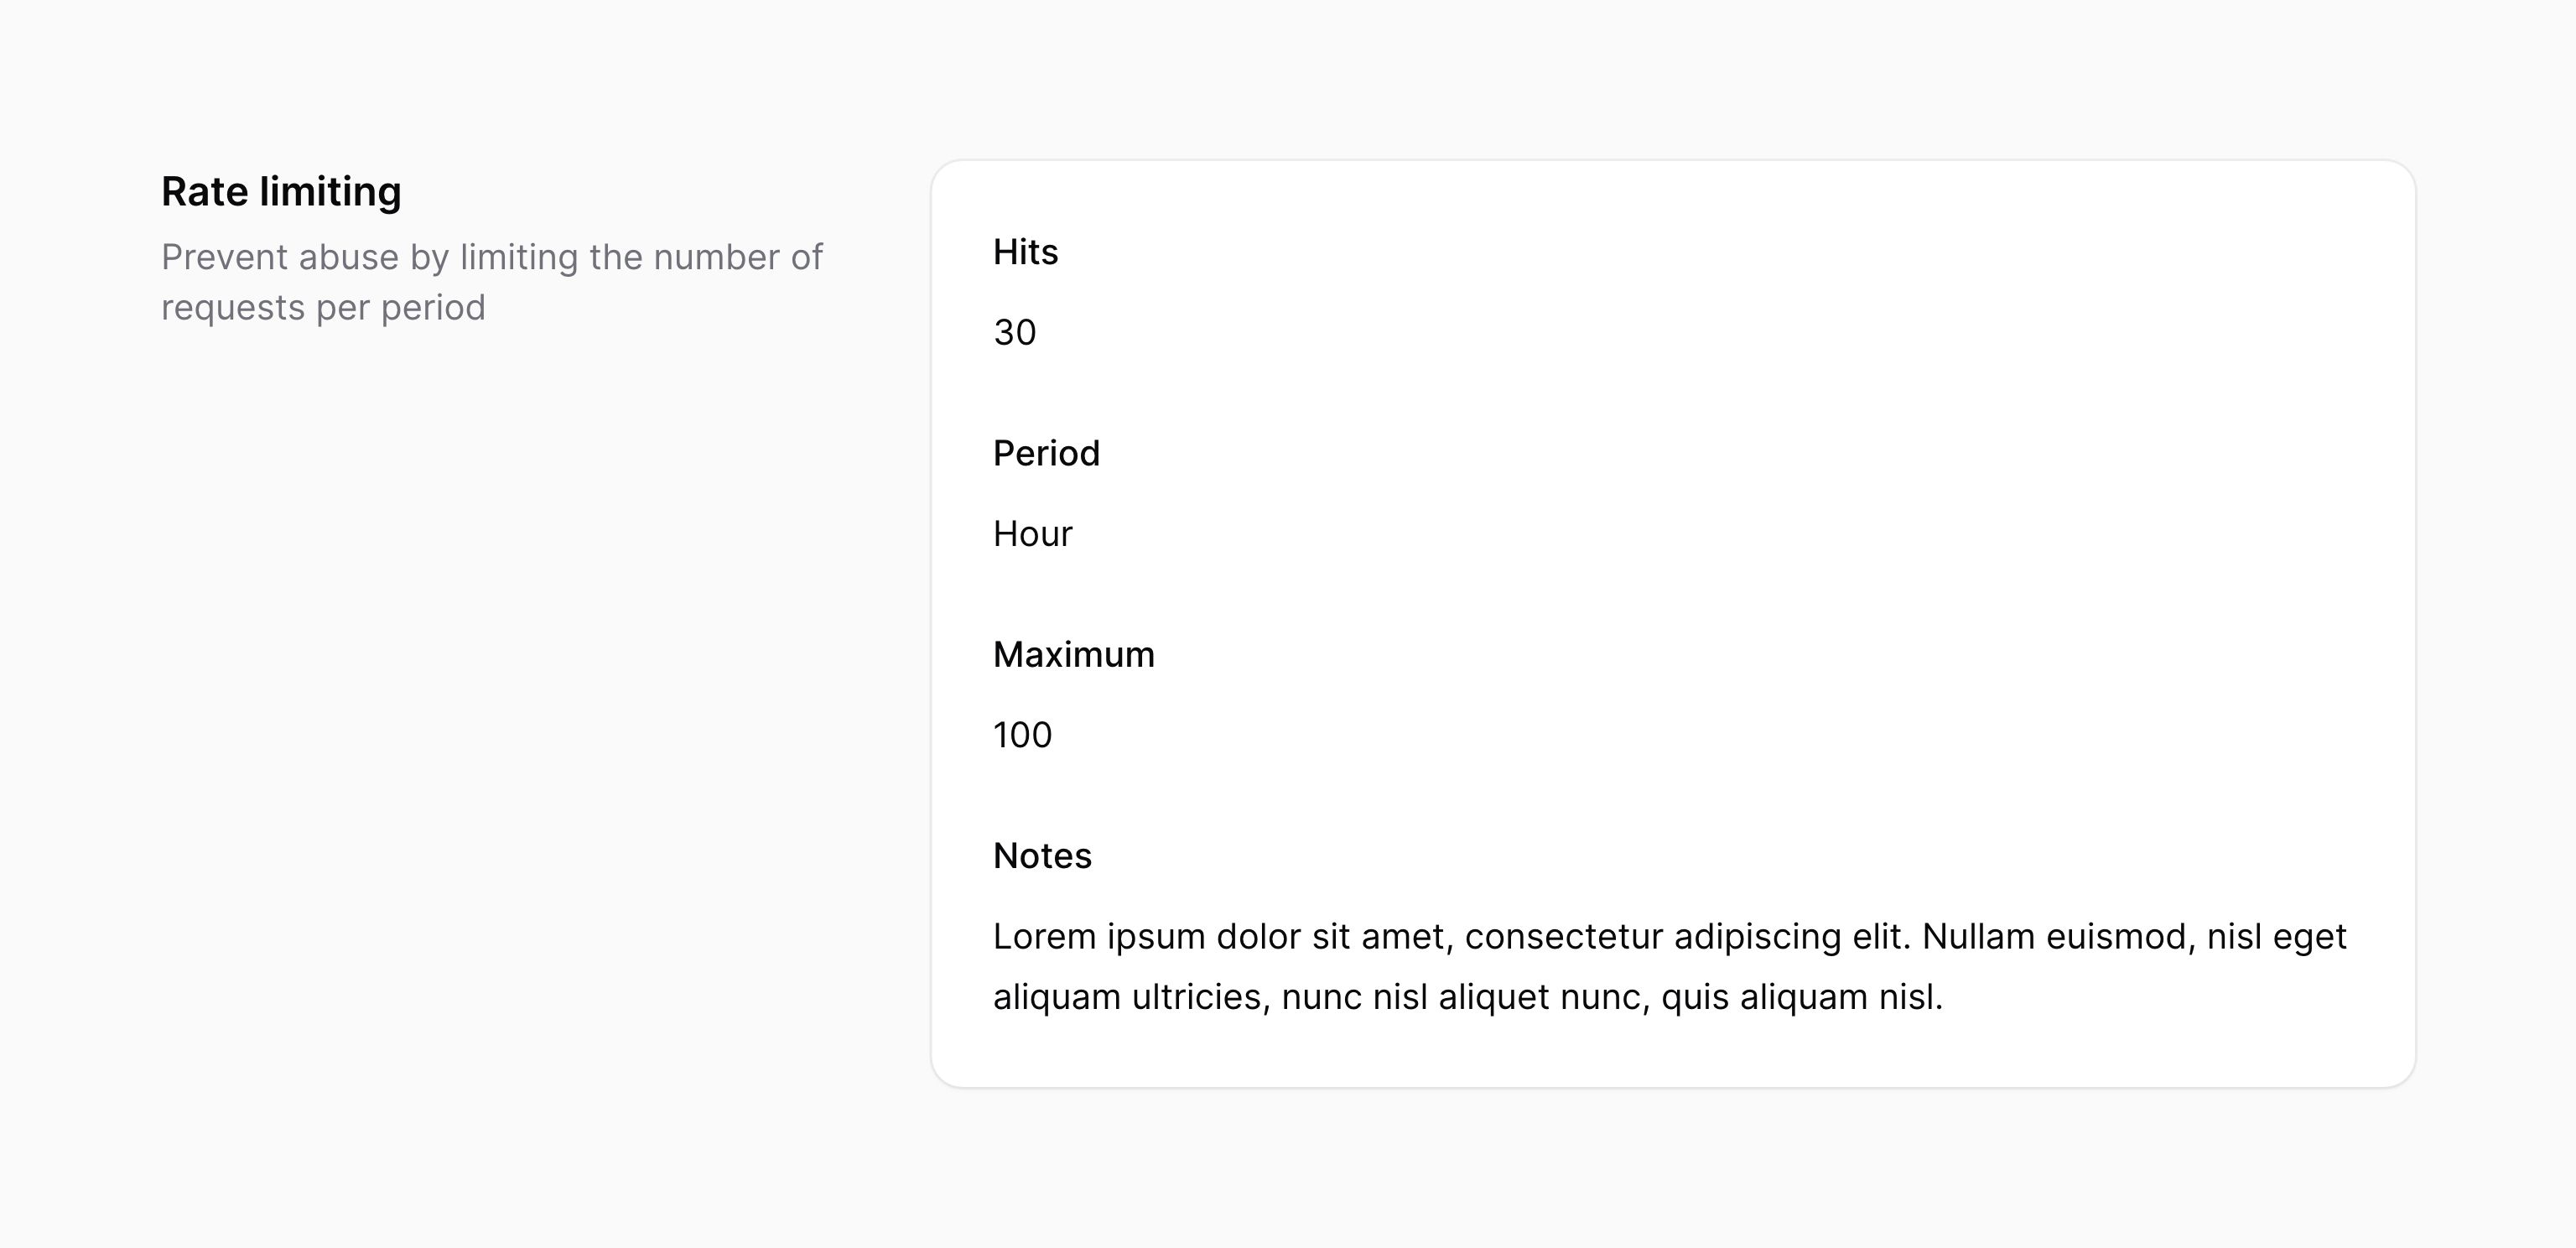 Rate limiting
Prevent abuse by limiting the number of
requests per period
Hits
30
Period
Hour
Maximum
100
Notes
Lorem ipsum dolor sit amet, consectetur adipiscing elit. Nullam euismod, nisl eget
aliquam ultricies, nunc nisl aliquet nunc, quis aliquam nisl.